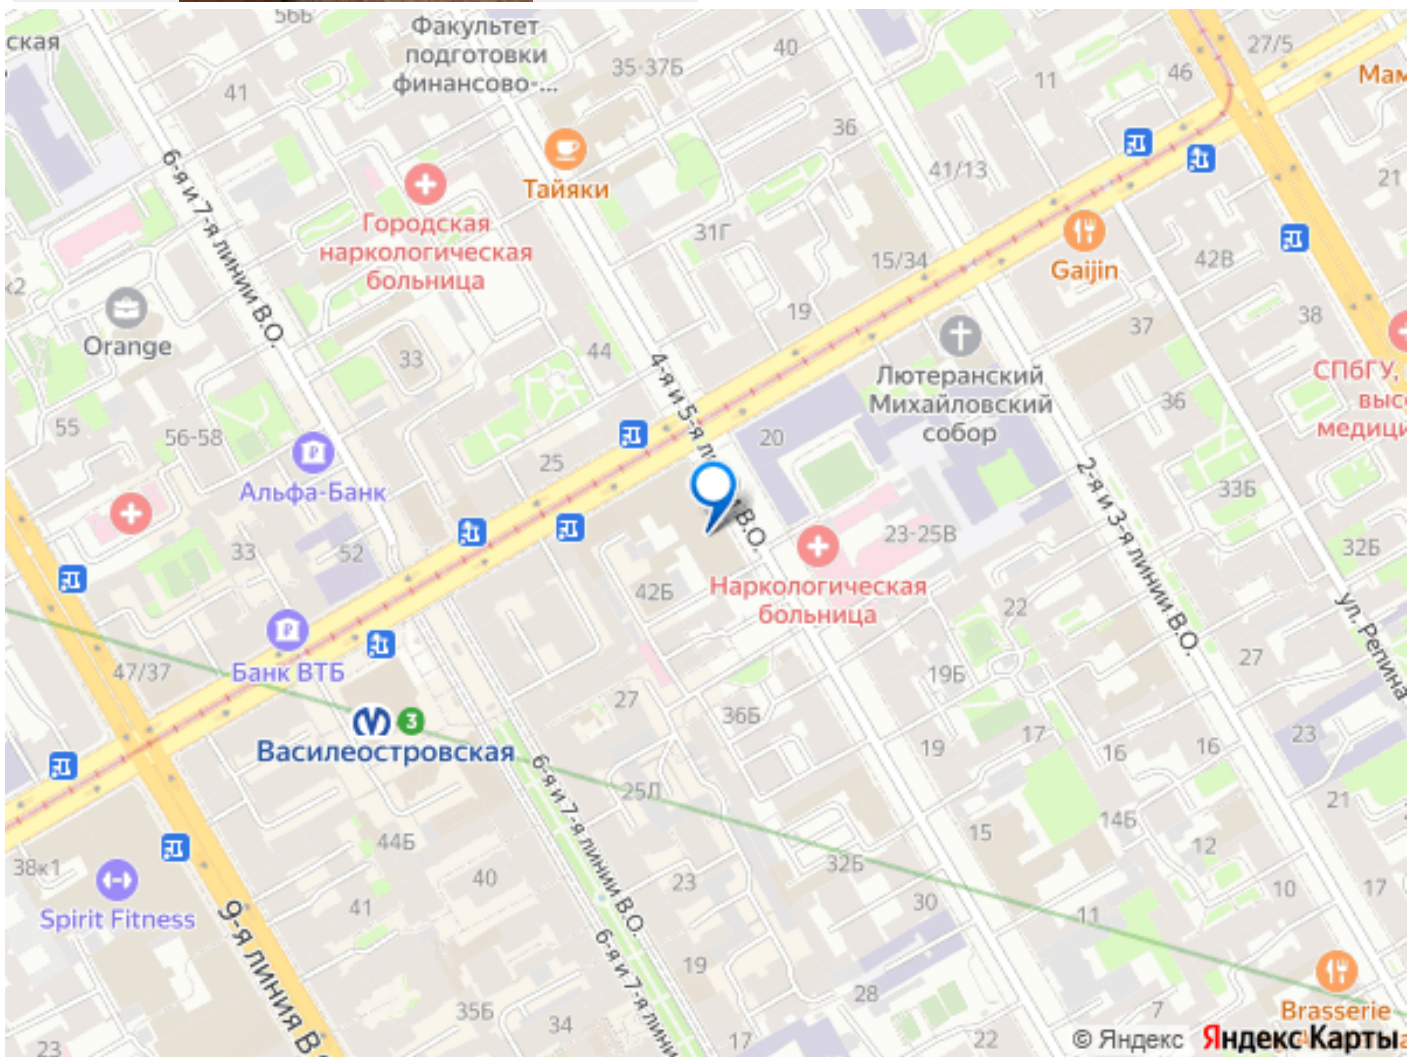 56Б
ская
Факультет
подготовки
финансово-...
40
35-37Б
27/5
46
11
Мам
41
36
6-я и 7-я линии В.О.
Тайяки
41/13
21
Городская
наркологическая
больница
31Г
15/34
Gaijin
42В
к2
19
Orange
33
44
4-я и 5-я ли
В.О.
37
38
Лютеранский
Михайловский
собор
СПбГУ,
высо
медици
36
55
56-58
25
20
Альфа-Банк
2-я и 3-я линии В.О.
33Б
33
52
23-25В
32Б
42Б
Наркологическая
больница
22
ул. Репина
47/37
Банк ВТБ
19Б
27
27
36Б
3
Василеостровская
19
17
16
16
23
6-я и 7-я линии В.О.
25Л
21
44Б
15
14Б
12
38к1
32Б
40
23
10
17
Spirit Fitness
41
30
11
9-я линия В.О.
6-я и 7-я лини
19
35Б
34
28
7
Brasserie
23
17
22
© Яндекс
Яндекс Карты